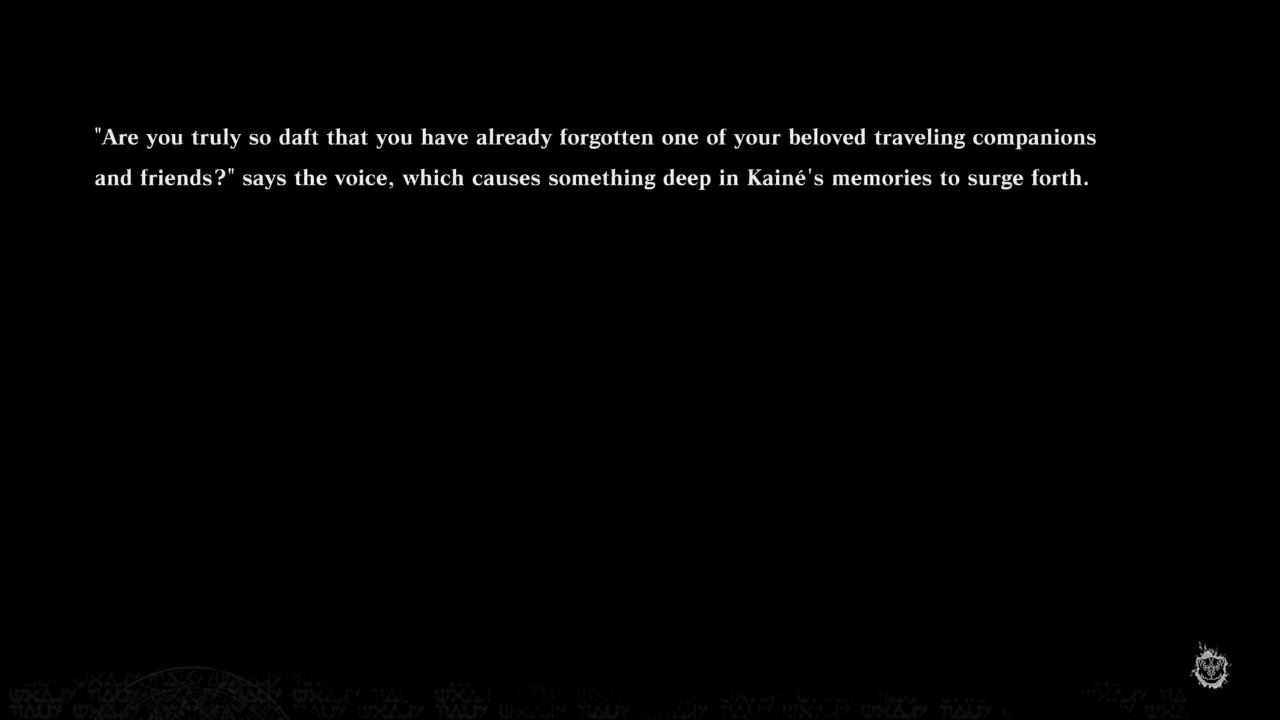 "Are you truly so daft that you have already forgotten one of your beloved traveling companions
and friends?" says the voice, which causes something deep in Kainé's memories to surge forth.